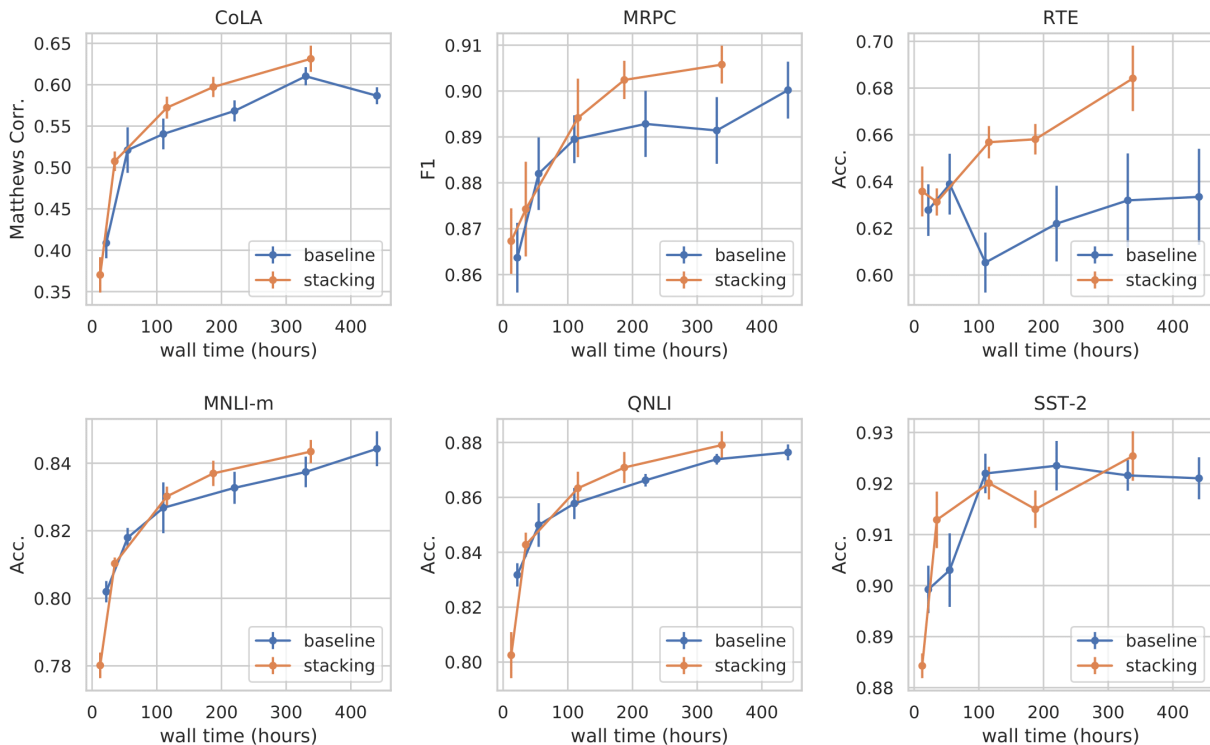 CoLA
Matthews Corr.
0.65
0.60
0.55
0.50
0.45
0.40
0.35
baseline
stacking
0 100 200 300 400
wall time (hours)
MRPC
F1
0.91
0.90
0.89
0.88
0.87
0.86
baseline
stacking
0 100 200 300 400
wall time (hours)
RTE
Acc.
0.70
0.68
0.66
0.64
0.62
0.60
baseline
stacking
0 100 200 300 400
wall time (hours)
MNLI-m
Acc.
0.84
0.82
0.80
0.78
baseline
stacking
0 100 200 300 400
wall time (hours)
QNLI
Acc.
0.88
0.86
0.84
0.82
0.80
baseline
stacking
0 100 200 300 400
wall time (hours)
SST-2
Acc.
0.93
0.92
0.91
0.90
0.89
0.88
baseline
stacking
0 100 200 300 400
wall time (hours)